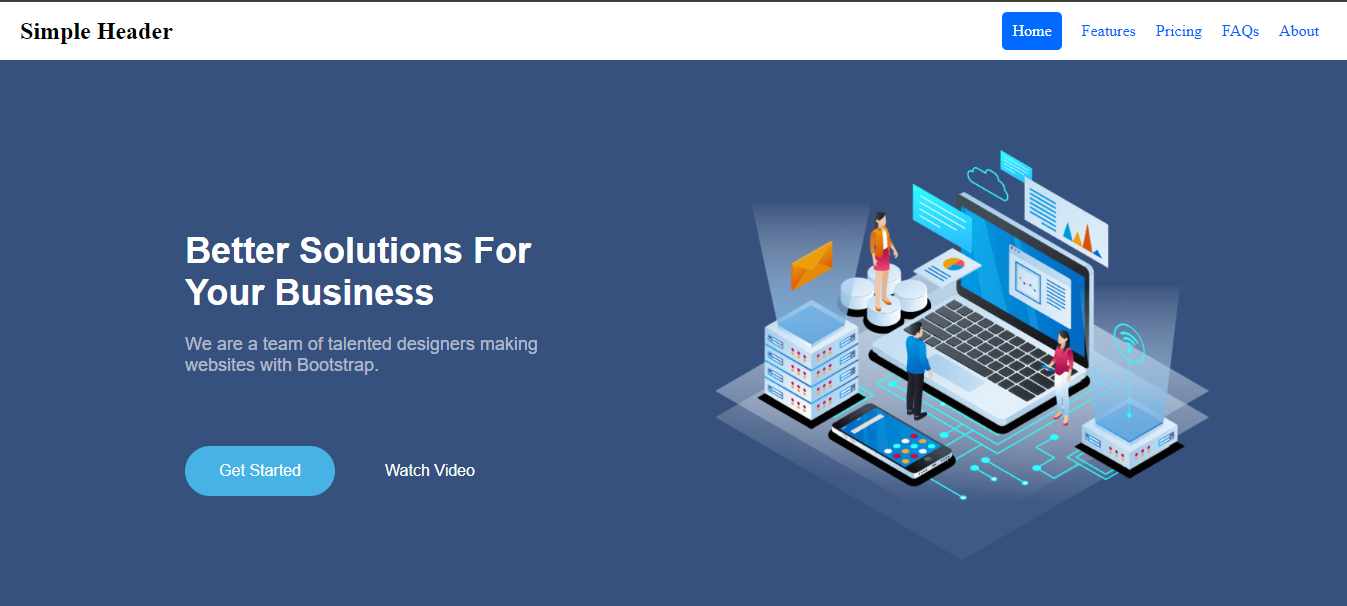 Simple Header
Home
Features
Pricing
FAQs
About
Better Solutions For
Your Business
We are a team of talented designers making
websites with Bootstrap.
Get Started
Watch Video